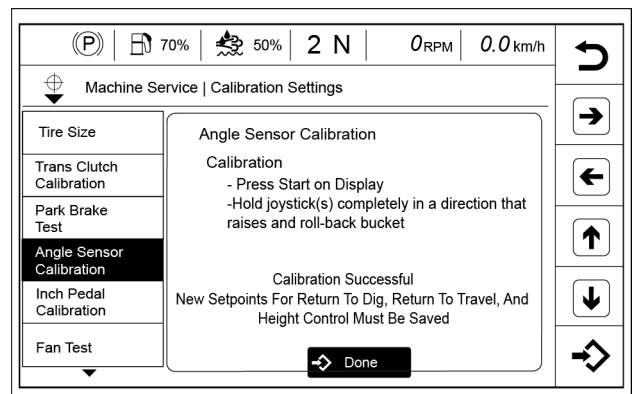 (P) 70% 50% 2 N 0 RPM 0.0 km/h
Machine Service | Calibration Settings
Tire Size
Trans Clutch
Calibration
Park Brake
Test
Angle Sensor
Calibration
Inch Pedal
Calibration
Fan Test
Angle Sensor Calibration
Calibration
- Press Start on Display
-Hold joystick(s) completely in a direction that
raises and roll-back bucket
Calibration Successful
New Setpoints For Return To Dig, Return To Travel, And
Height Control Must Be Saved
Done